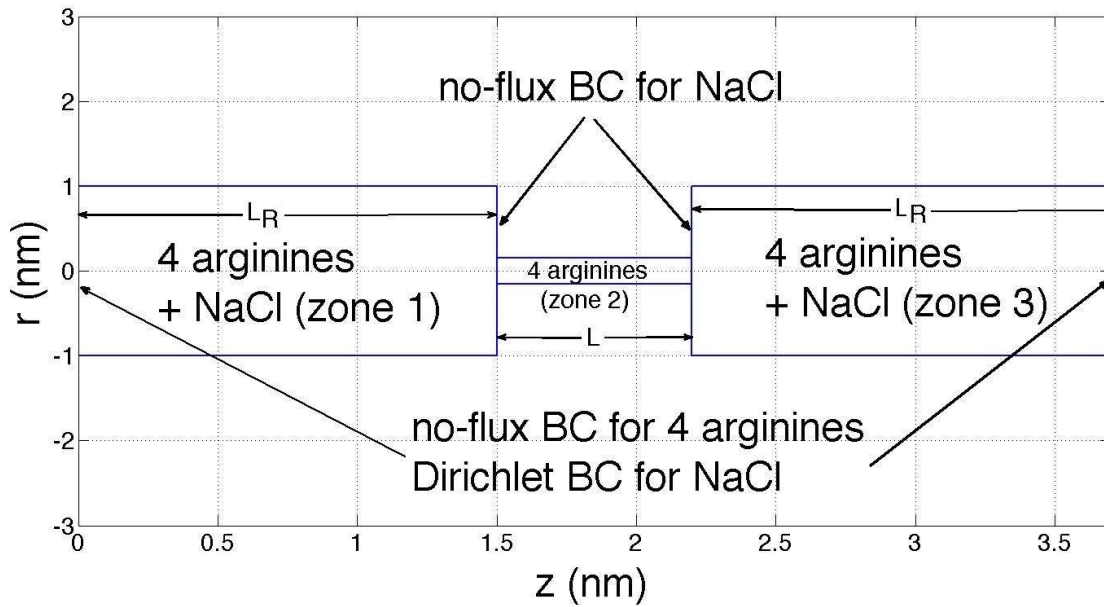 3
2
1
0
-1
-2
-3
r (nm)
no-flux BC for NaCl
L_R
L_R
4 arginines
+ NaCl (zone 1)
4 arginines
(zone 2)
L
4 arginines
+ NaCl (zone 3)
no-flux BC for 4 arginines
Dirichlet BC for NaCl
0
0.5
1
1.5
2
2.5
3
3.5
z (nm)